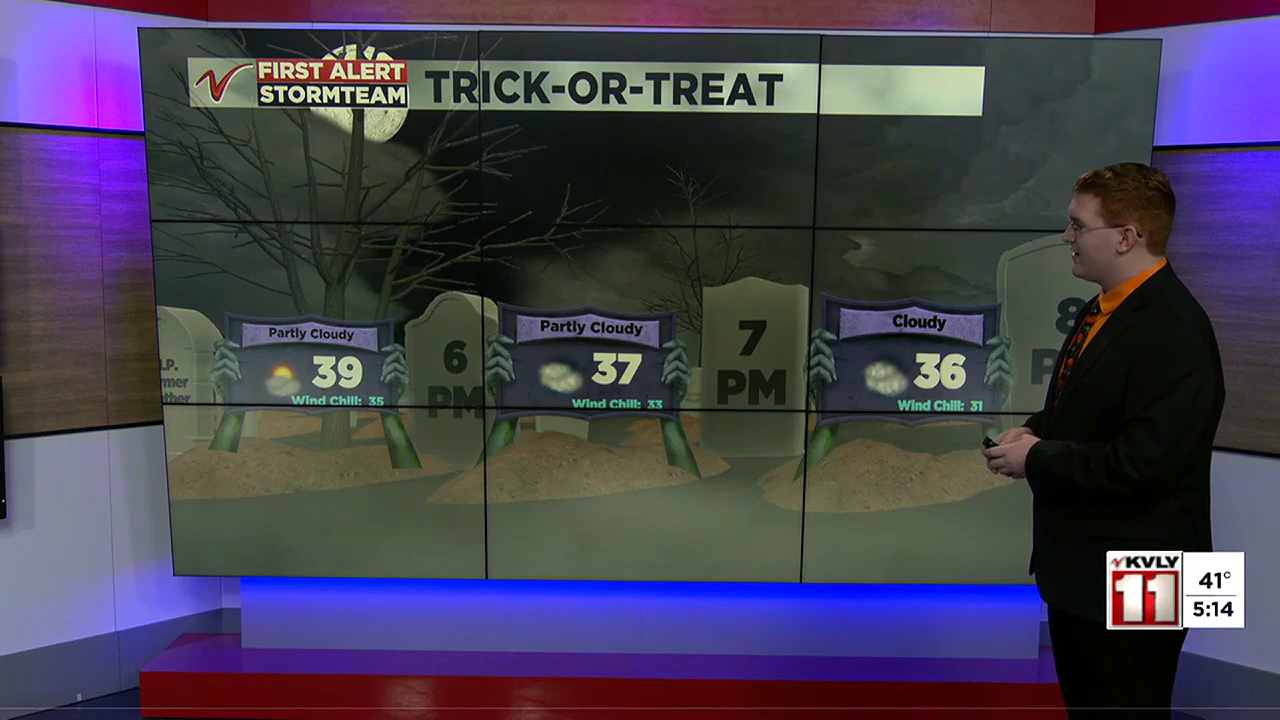 FIRST ALERT
STORMTEAM
TRICK-OR-TREAT
Partly Cloudy
39
Wind Chill: 35
6
PM
Partly Cloudy
37
Wind Chill: 33
7
PM
Cloudy
36
Wind Chill: 31
8
P
KVLY
11
41°
5:14